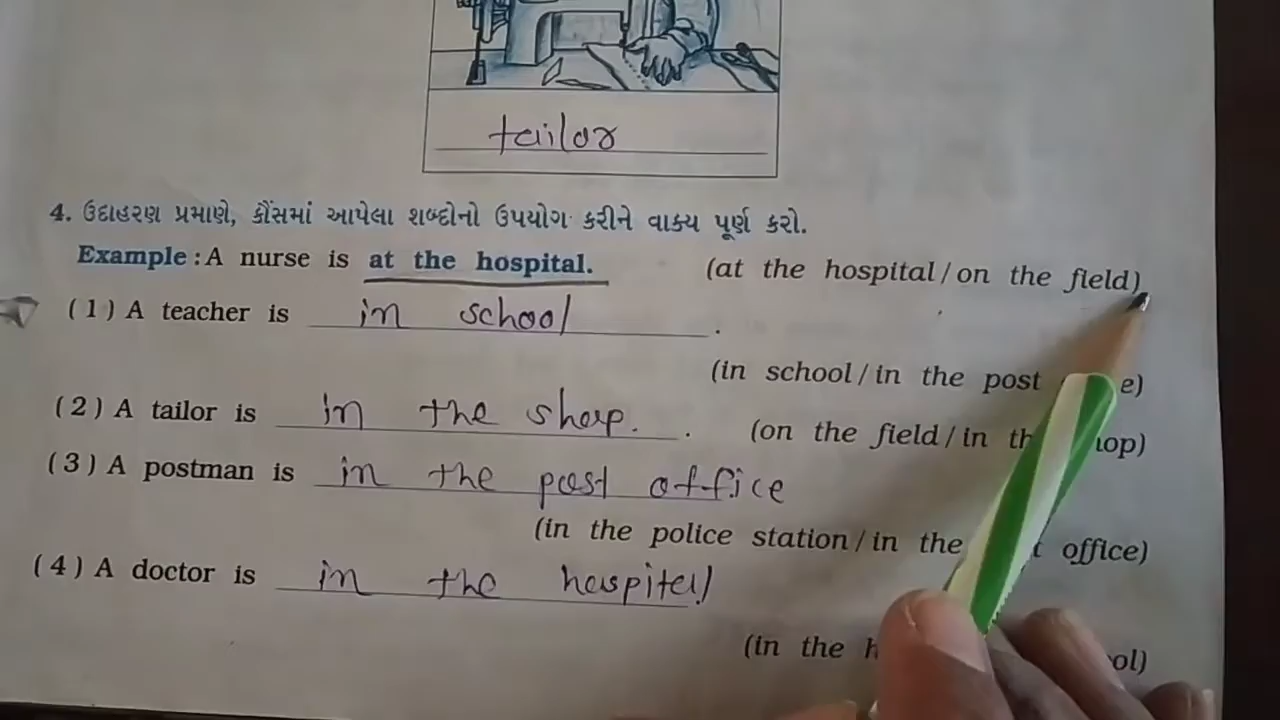 tailor
4. ઉદાહરણ પ્રમાણે, કૌંસમાં આપેલા શબ્દોનો ઉપયોગ કરીને વાક્ય પૂર્ણ કરો.
Example : A nurse is at the hospital. (at the hospital/on the field)
(1) A teacher is in school.
(in school/in the post
(2) A tailor is in the shop. . (on the field/in
(3) A postman is in the post office
(in the police station/in the office)
(4) A doctor is in the hospital
(in the